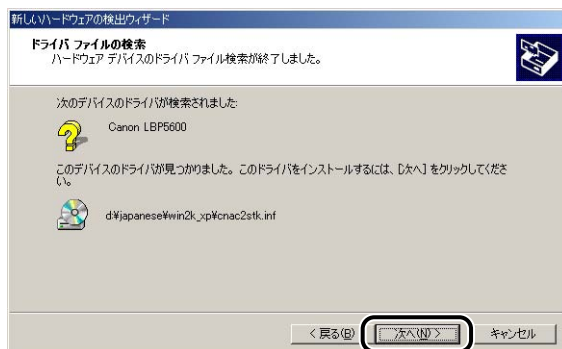 新しいハードウェアの検出ウィザード
ドライバ ファイルの検索
ハードウェア デバイスのドライバ ファイル検索が終了しました。
次のデバイスのドライバが検索されました:
Canon LBP5600
このデバイスのドライバが見つかりました。このドライバをインストールするには、[次へ] をクリックしてくださ
い。
d:¥japanese¥win2k_xp¥cnac2stk.inf
< 戻る(B)
次へ(N) >
キャンセル